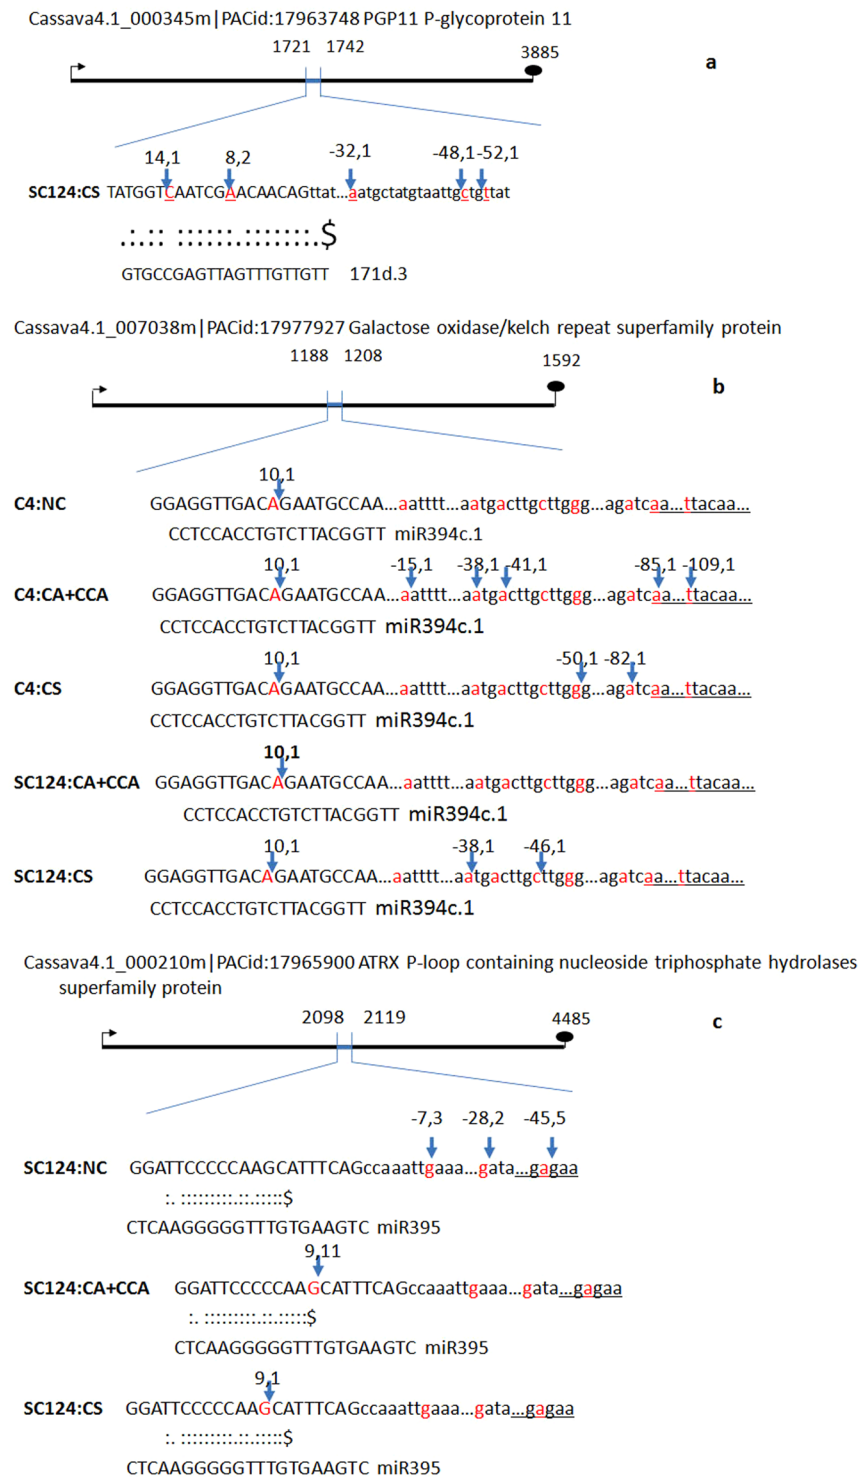 Cassava4.1_000345m|PACid:17963748 PGP11 P-glycoprotein 11
1721 1742 3885
a
14,1 8,2 -32,1 -48,1 -52,1
SC124:CS TATGGTCAATCGAACAACAGttat...aatgctatgtaattgctgttat
.:.:: :::::::.:::::::.$
GTGCCGAGTTAGTTTGTTGTT 171d.3
Cassava4.1_007038m|PACid:17977927 Galactose oxidase/kelch repeat superfamily protein
1188 1208 1592
b
10,1
C4:NC GGAGGTTGACAGAATGCCAA...aatttt...aatgacttgcttggg...agatcaa...ttacaa...
CCTCCACCTGTCTTACGGTT miR394c.1
10,1 -15,1 -38,1 -41,1 -85,1 -109,1
C4:CA+CCA GGAGGTTGACAGAATGCCAA...aatttt...aatgacttgcttggg...agatcaa...ttacaa...
CCTCCACCTGTCTTACGGTT miR394c.1
10,1 -50,1 -82,1
C4:CS GGAGGTTGACAGAATGCCAA...aatttt...aatgacttgcttggg...agatcaa...ttacaa...
CCTCCACCTGTCTTACGGTT miR394c.1
10,1
SC124:CA+CCA GGAGGTTGACAGAATGCCAA...aatttt...aatgacttgcttggg...agatcaa...ttacaa...
CCTCCACCTGTCTTACGGTT miR394c.1
10,1 -38,1 -46,1
SC124:CS GGAGGTTGACAGAATGCCAA...aatttt...aatgacttgcttggg...agatcaa...ttacaa...
CCTCCACCTGTCTTACGGTT miR394c.1
Cassava4.1_000210m|PACid:17965900 ATRX P-loop containing nucleoside triphosphate hydrolases
superfamily protein
2098 2119 4485
c
-7,3 -28,2 -45,5
SC124:NC GGATTCCCCCAAGCATTTCAGccaaattgaaa...gata...gagaa
:. :::::::::.::.:::::$
CTCAAGGGGGTTTGTGAAGTC miR395
9,11
SC124:CA+CCA GGATTCCCCCAAGCATTTCAGccaaattgaaa...gata...gagaa
:. :::::::::.::.:::::$
CTCAAGGGGGTTTGTGAAGTC miR395
9,1
SC124:CS GGATTCCCCCAAGCATTTCAGccaaattgaaa...gata...gagaa
:. :::::::::.::.:::::$
CTCAAGGGGGTTTGTGAAGTC miR395